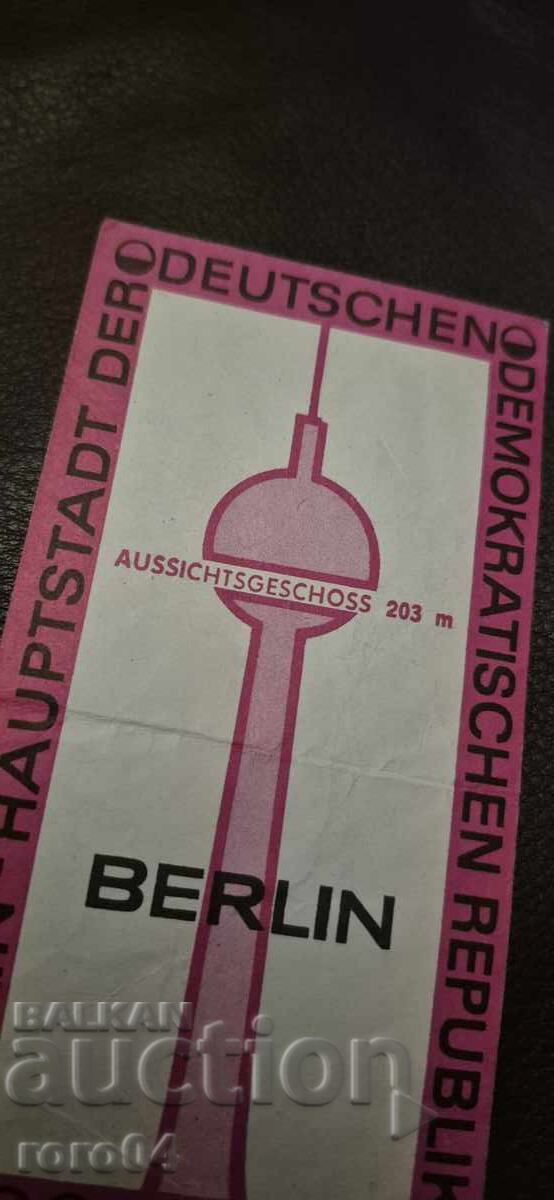 HAUPTSTADT DER
DEUTSCHEN
DEMOKRATISCHEN REPUBLIK
AUSSICHTSGESCHOSS 203 m
BERLIN
BALKAN
auction
roro04